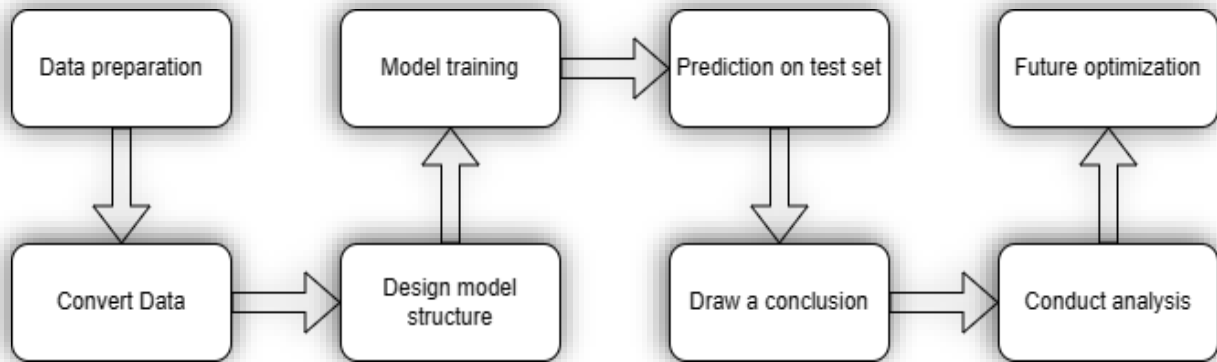 Data preparation
Model training
Prediction on test set
Future optimization
Convert Data
Design model
structure
Draw a conclusion
Conduct analysis